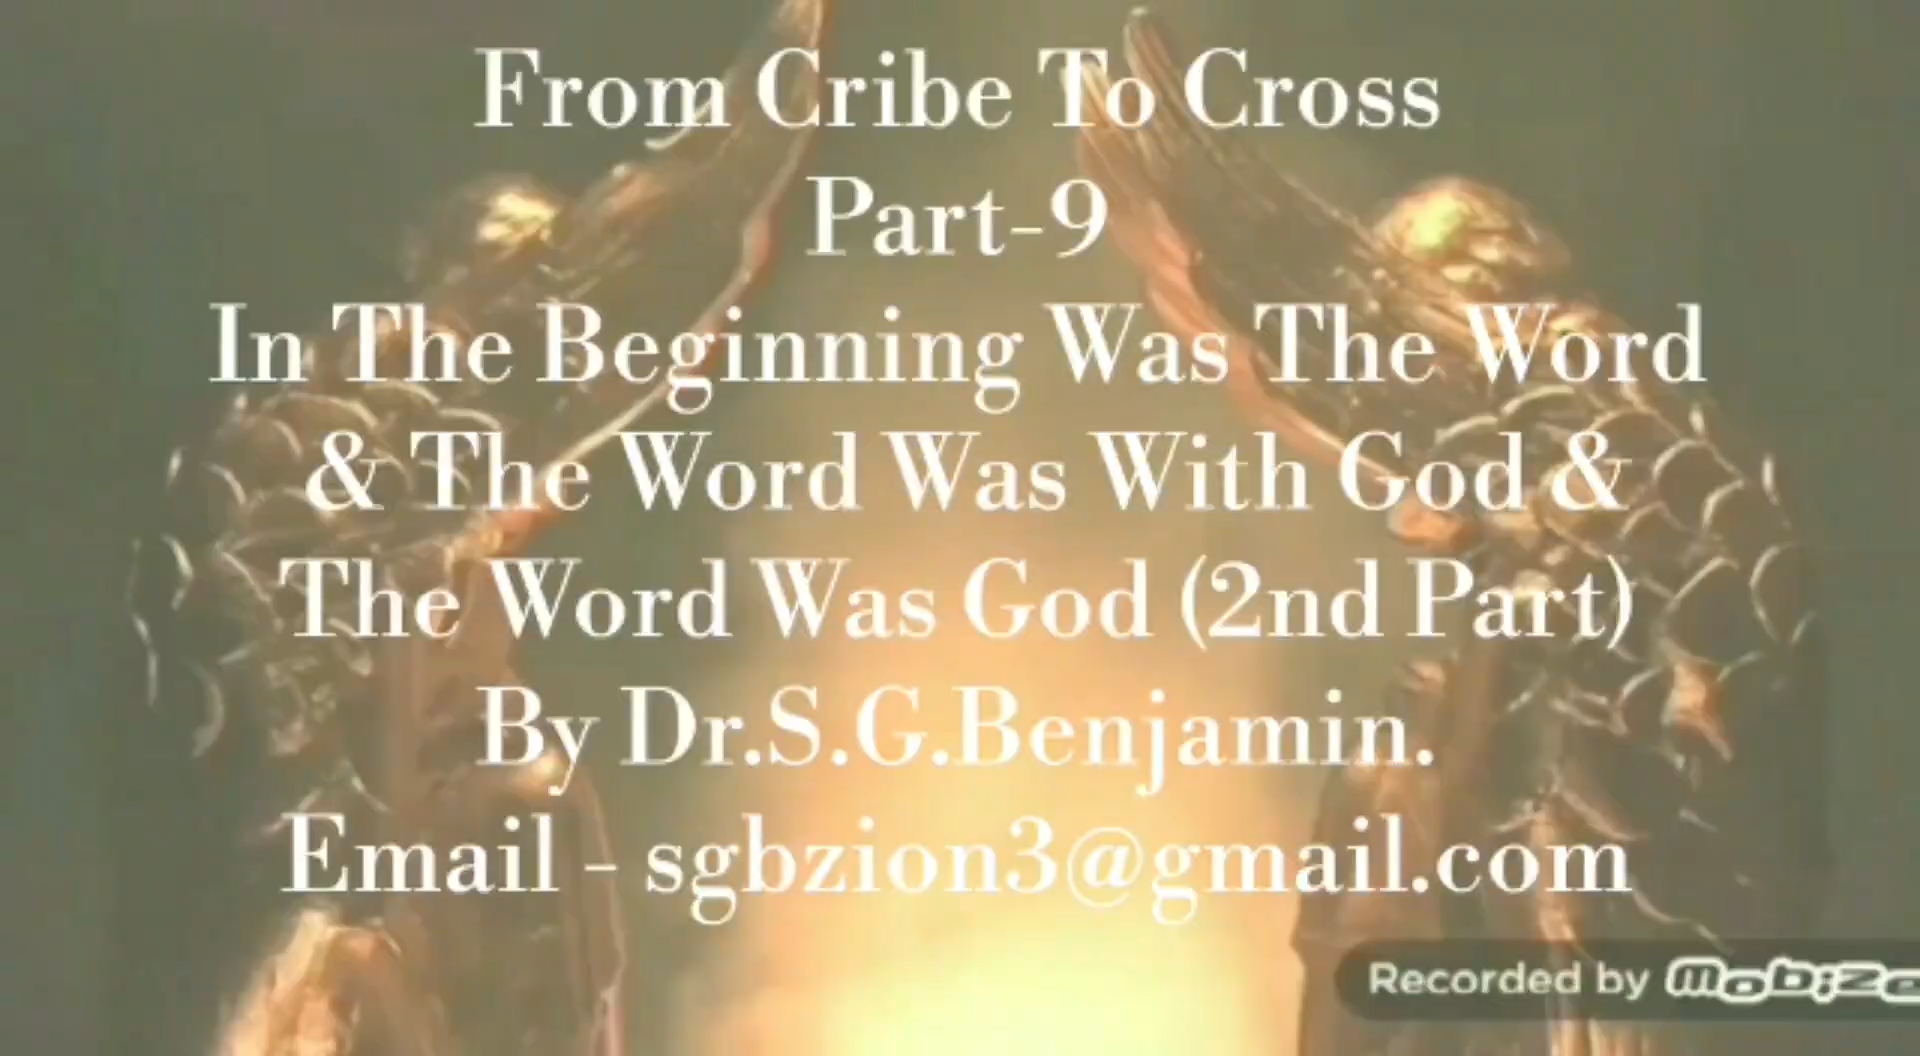 From Cribe To Cross
Part-9
In The Beginning Was The Word
& The Word Was With God &
The Word Was God (2nd Part)
By Dr.S.G.Benjamin.
Email - sgbzion3@gmail.com
Recorded by